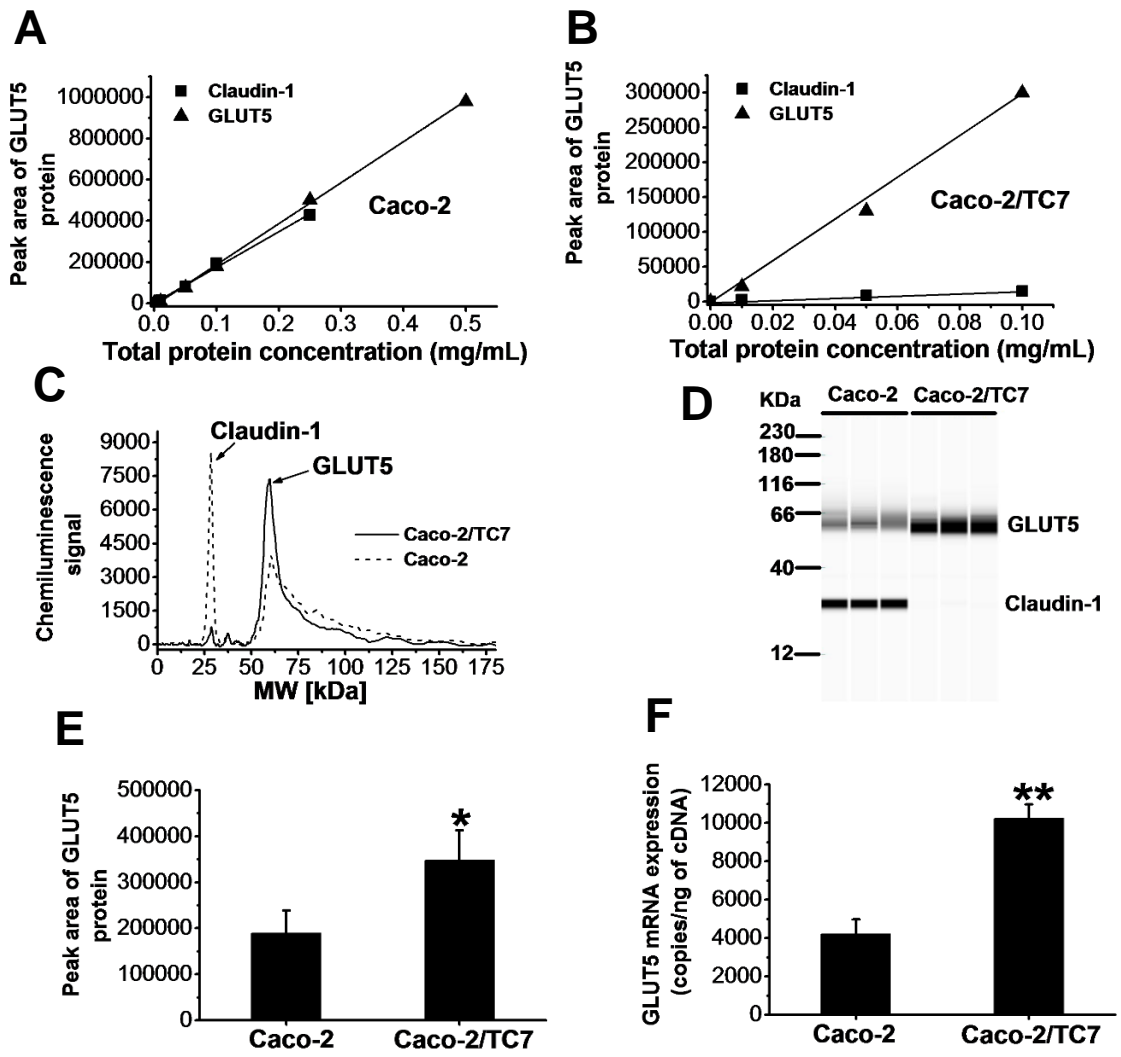 A
Peak area of GLUT5
protein
1000000
800000
600000
400000
200000
0
Claudin-1
GLUT5
Caco-2
0.0
0.1
0.2
0.3
0.4
0.5
Total protein concentration (mg/mL)
B
Peak area of GLUT5
protein
300000
250000
200000
150000
100000
50000
0
Claudin-1
GLUT5
Caco-2/TC7
0.00
0.02
0.04
0.06
0.08
0.10
Total protein concentration (mg/mL)
C
Chemiluminescence
signal
9000
7500
6000
4500
3000
1500
0
Claudin-1
GLUT5
Caco-2/TC7
Caco-2
0
25
50
75
100
125
150
175
MW [kDa]
D
KDa
Caco-2
Caco-2/TC7
230
180
116
66
40
12
GLUT5
Claudin-1
E
Peak area of GLUT5
protein
500000
400000
300000
200000
100000
0
*
Caco-2
Caco-2/TC7
F
GLUT5 mRNA expression
(copies/ng of cDNA)
12000
10000
8000
6000
4000
2000
0
**
Caco-2
Caco-2/TC7